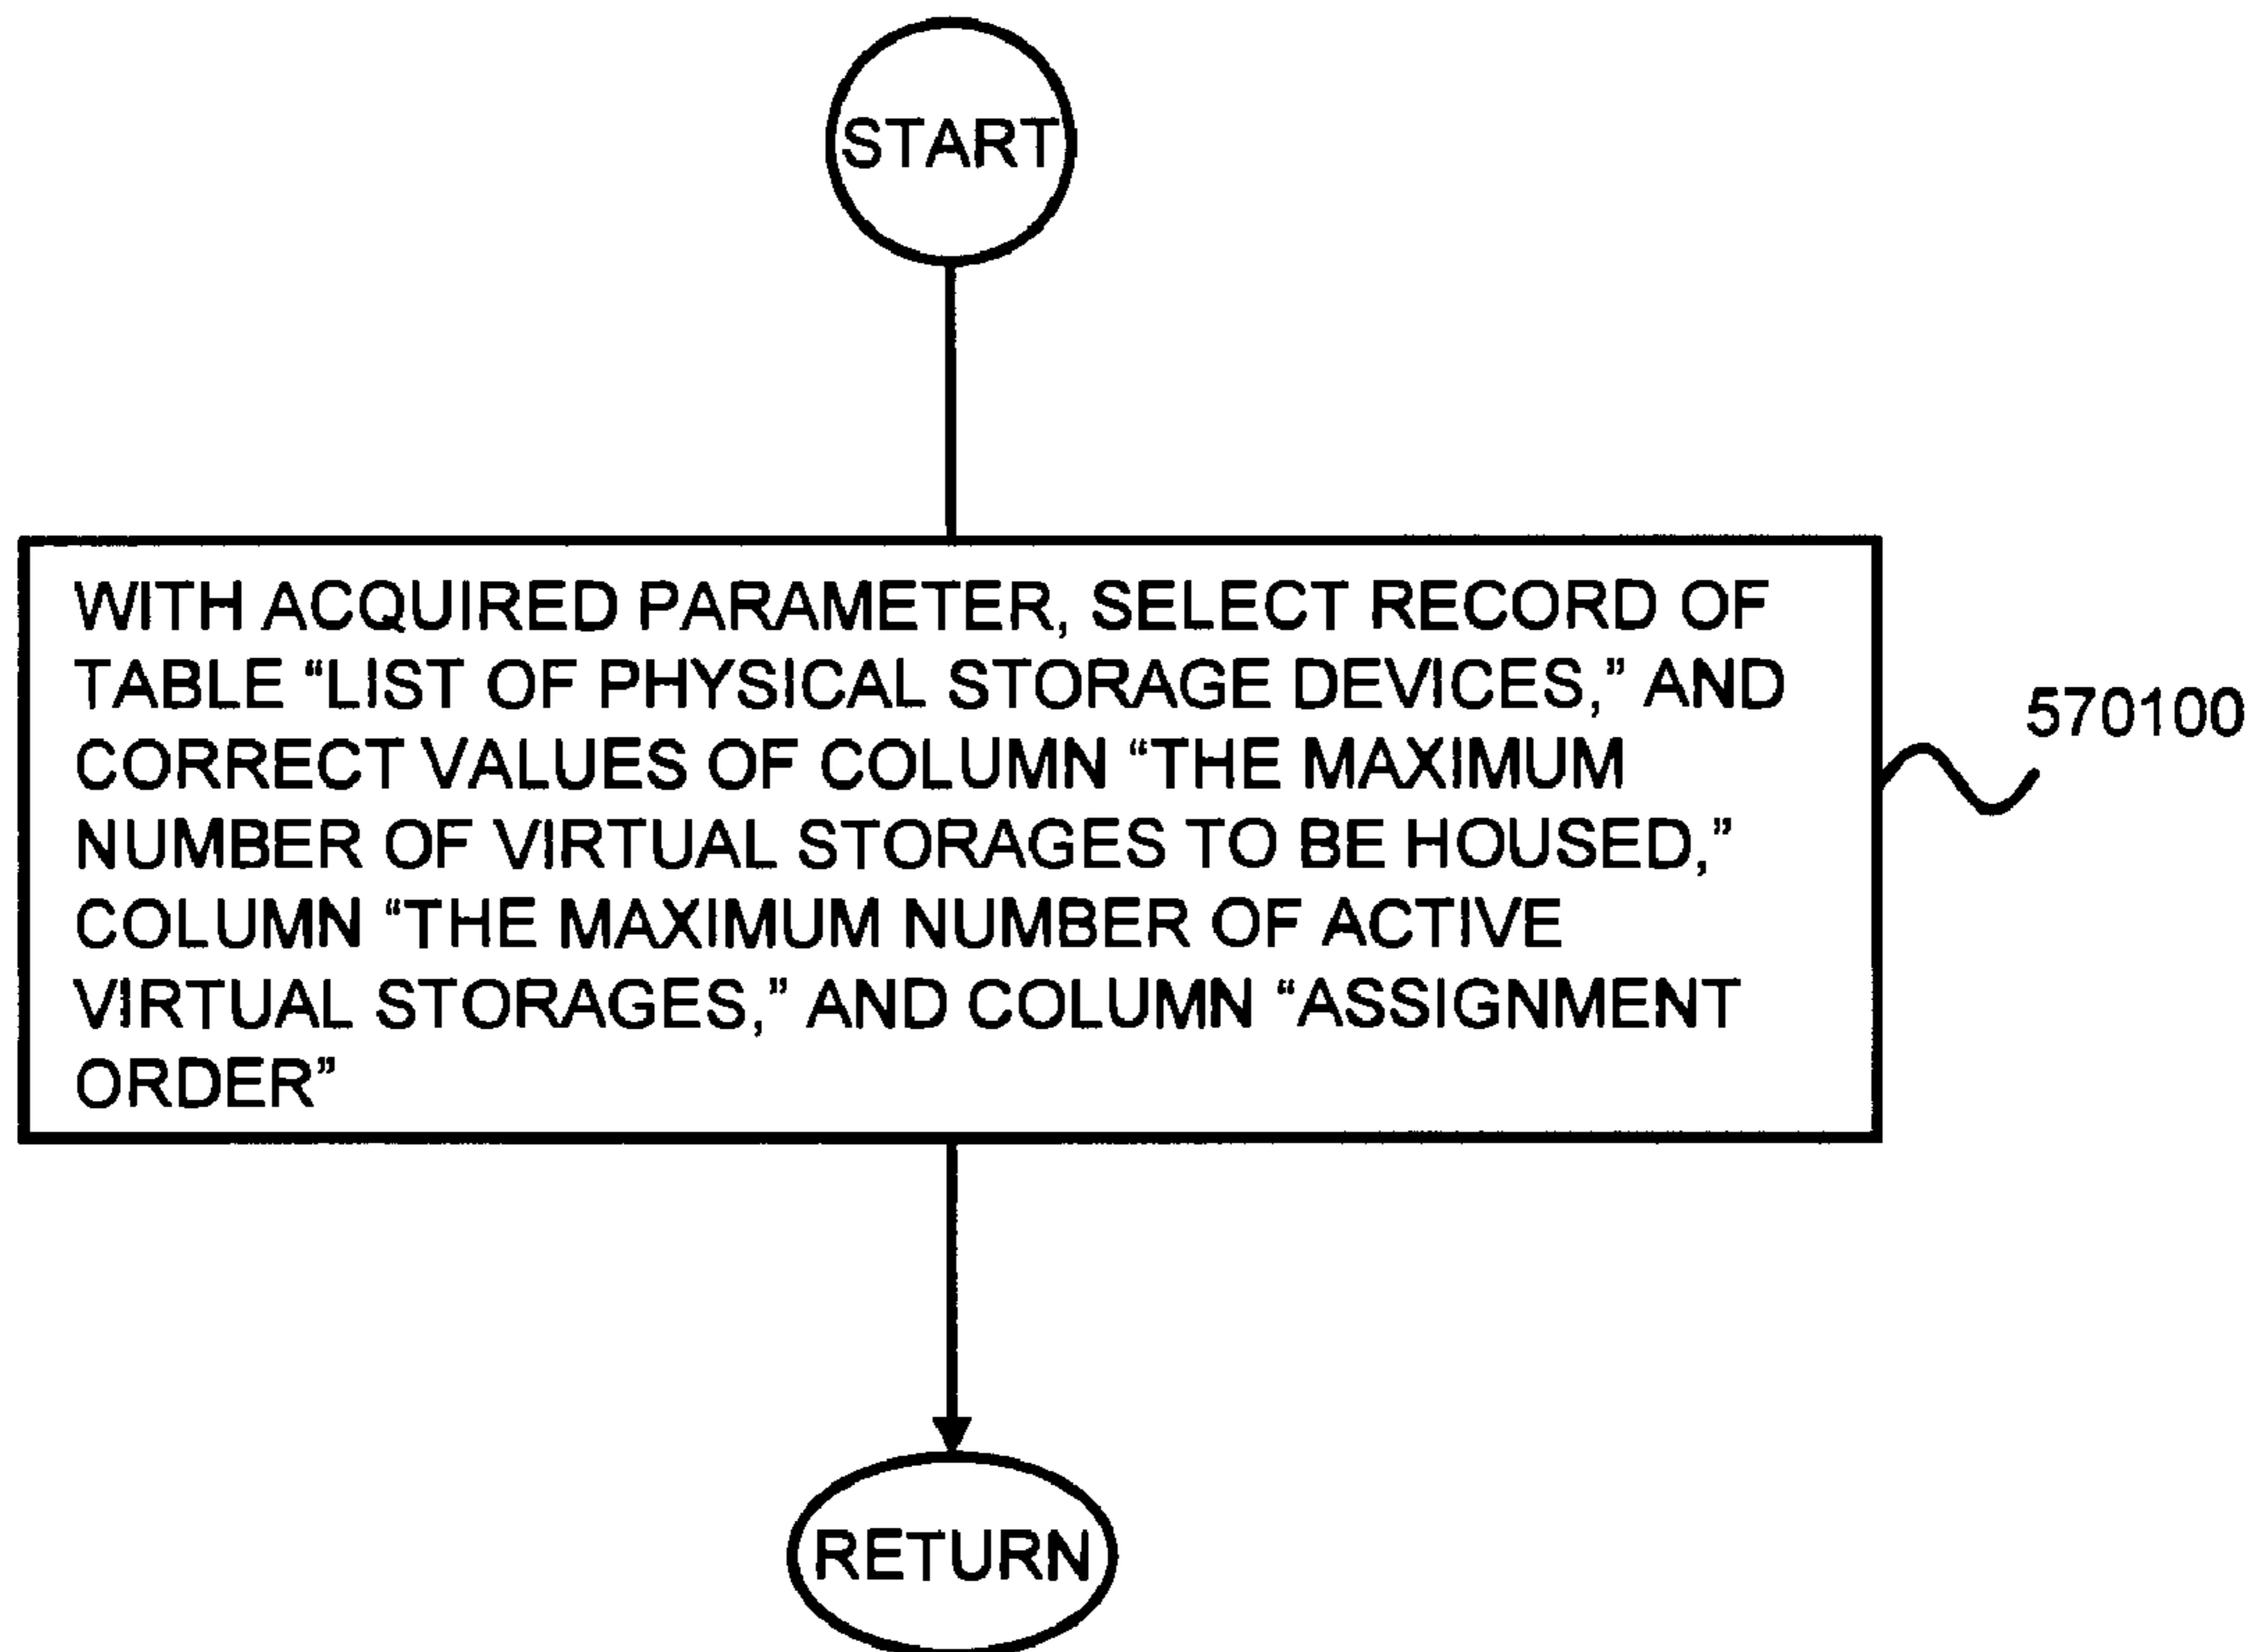 START
WITH ACQUIRED PARAMETER, SELECT RECORD OF
TABLE “LIST OF PHYSICAL STORAGE DEVICES,” AND
CORRECT VALUES OF COLUMN “THE MAXIMUM
NUMBER OF VIRTUAL STORAGES TO BE HOUSED,”
COLUMN “THE MAXIMUM NUMBER OF ACTIVE
VIRTUAL STORAGES,” AND COLUMN “ASSIGNMENT
ORDER”
570100
RETURN